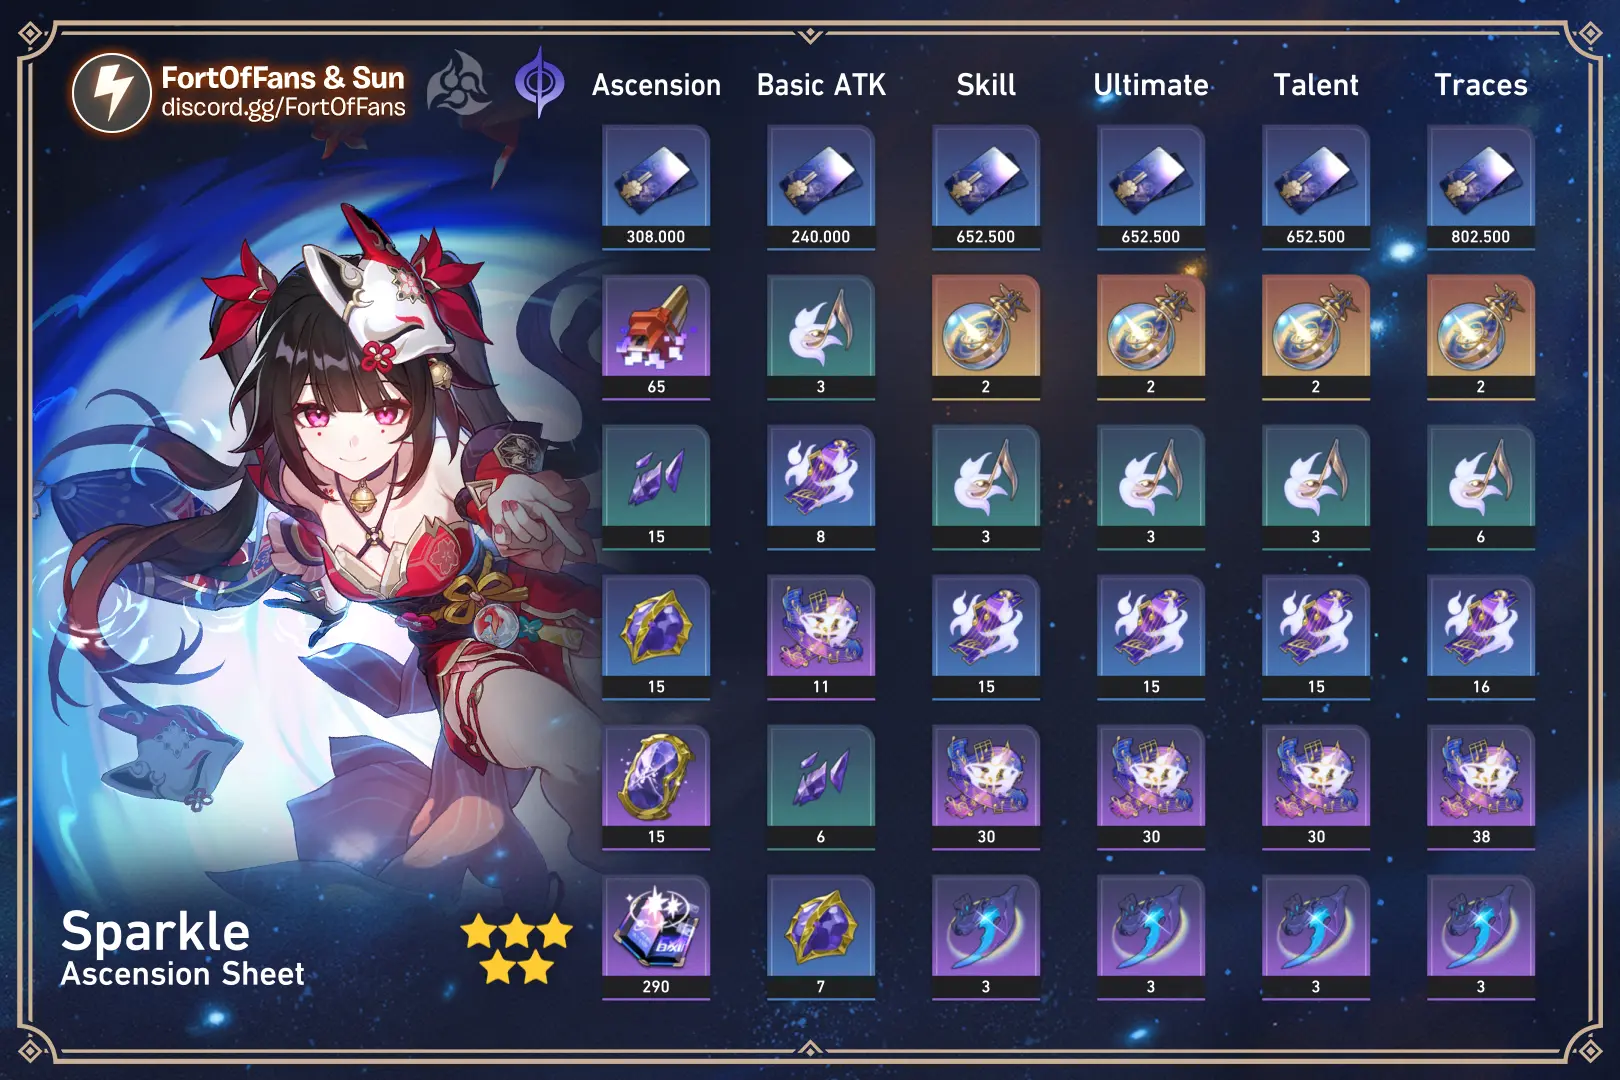 FortOfFans & Sun
discord.gg/FortOfFans
Ascension Basic ATK Skill Ultimate Talent Traces
308.000 240.000 652.500 652.500 652.500 802.500
65 3 2 2 2 2
15 8 3 3 3 6
15 11 15 15 15 16
15 6 30 30 30 38
290 7 3 3 3 3
Sparkle
Ascension Sheet